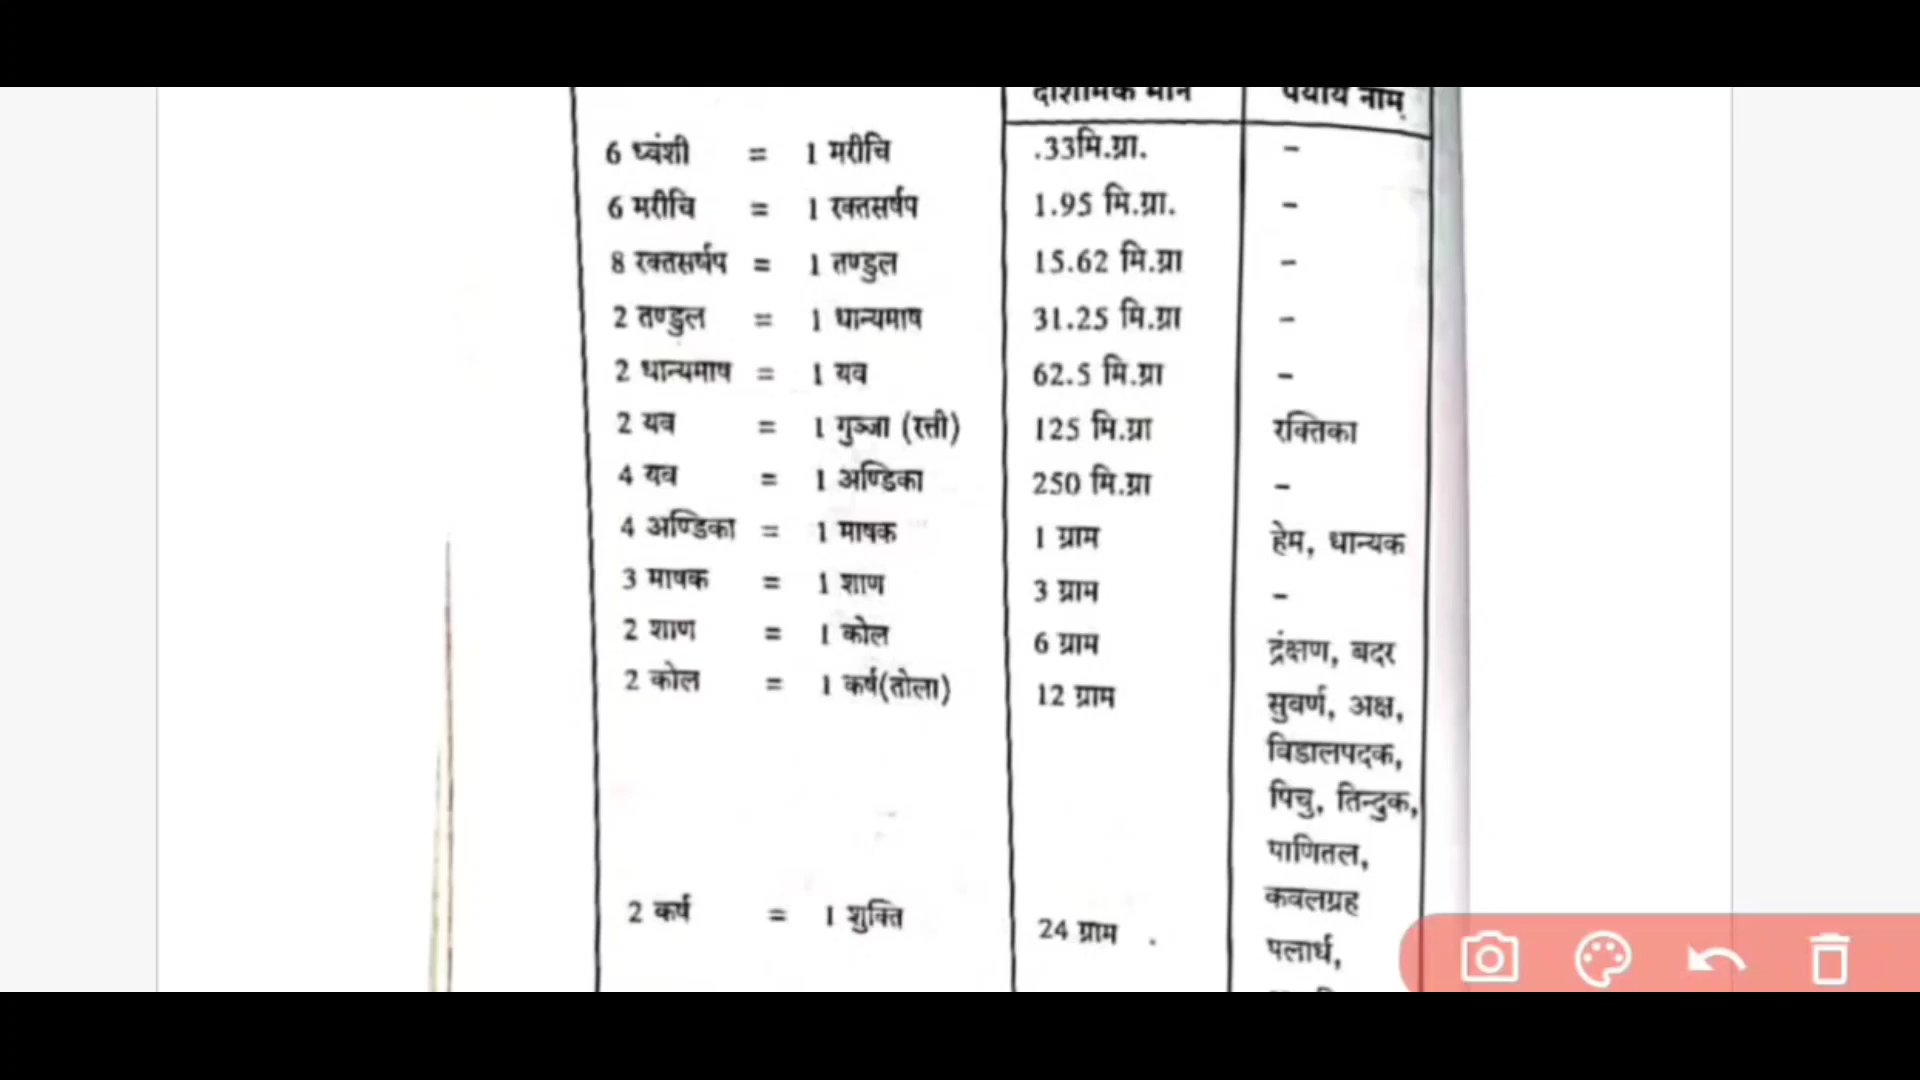 दाशमिक मान पर्याय नाम्
6 ध्वंशी = 1 मरीचि .33मि.ग्रा. -
6 मरीचि = 1 रक्तसर्षप 1.95 मि.ग्रा. -
8 रक्तसर्षप = 1 तण्डुल 15.62 मि.ग्रा -
2 तण्डुल = 1 धान्यमाष 31.25 मि.ग्रा -
2 धान्यमाष = 1 यव 62.5 मि.ग्रा -
2 यव = 1 गुञ्जा (रत्ती) 125 मि.ग्रा रक्तिका
4 यव = 1 अण्डिका 250 मि.ग्रा -
4 अण्डिका = 1 माषक 1 ग्राम हेम, धान्यक
3 माषक = 1 शाण 3 ग्राम -
2 शाण = 1 कोल 6 ग्राम द्रंक्षण, बदर
2 कोल = 1 कर्ष(तोला) 12 ग्राम सुवर्ण, अक्ष,
विडालपदक,
पिचु, तिन्दुक,
पाणितल,
कवलग्रह
2 कर्ष = 1 शुक्ति 24 ग्राम . पलार्ध,